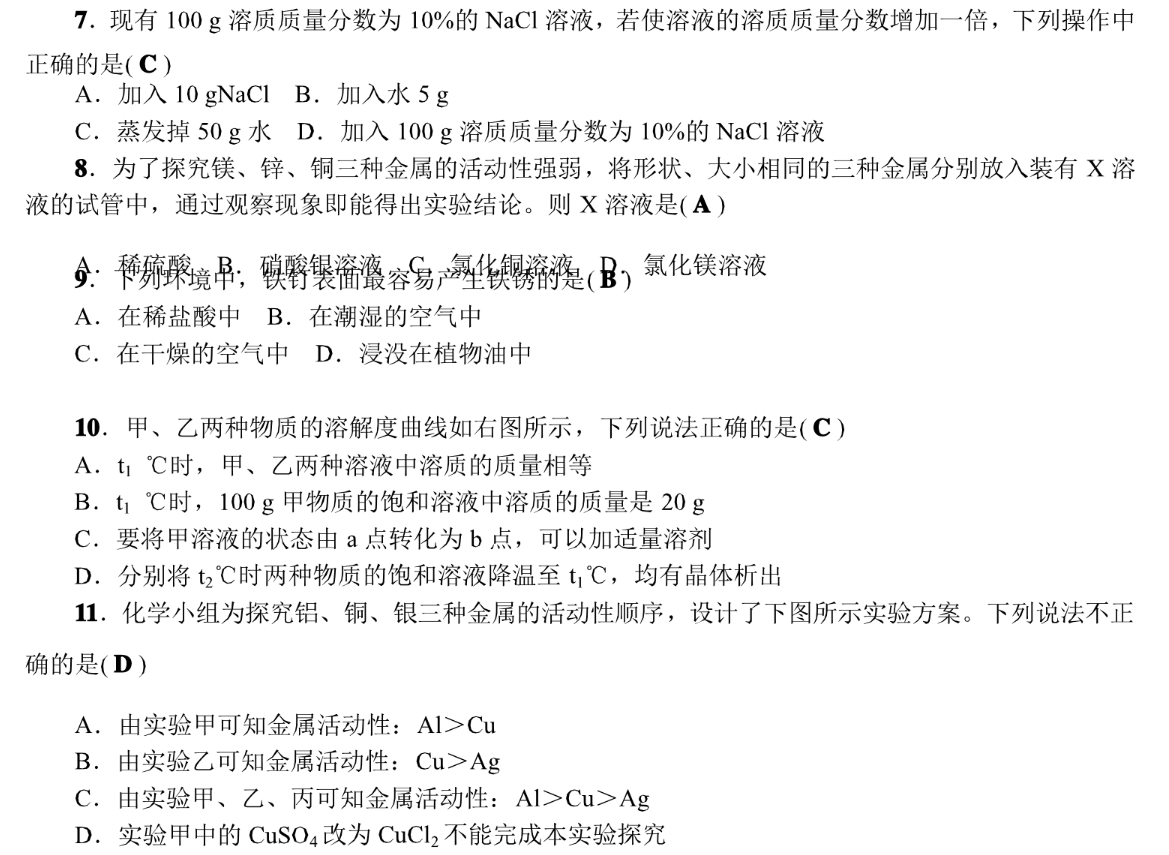 7．现有 100 g 溶质质量分数为 10%的 NaCl 溶液，若使溶液的溶质质量分数增加一倍，下列操作中
正确的是( C )
A．加入 10 gNaCl B．加入水 5 g
C．蒸发掉 50 g 水 D．加入 100 g 溶质质量分数为 10%的 NaCl 溶液
8．为了探究镁、锌、铜三种金属的活动性强弱，将形状、大小相同的三种金属分别放入装有 X 溶
液的试管中，通过观察现象即能得出实验结论。则 X 溶液是( A )
A．稀硫酸 B．硝酸银溶液 C．氯化铜溶液 D．氯化镁溶液
9．下列环境中，铁钉表面最容易产生铁锈的是( B )
A．在稀盐酸中 B．在潮湿的空气中
C．在干燥的空气中 D．浸没在植物油中
10．甲、乙两种物质的溶解度曲线如右图所示，下列说法正确的是( C )
A．t₁ ℃时，甲、乙两种溶液中溶质的质量相等
B．t₁ ℃时，100 g 甲物质的饱和溶液中溶质的质量是 20 g
C．要将甲溶液的状态由 a 点转化为 b 点，可以加适量溶剂
D．分别将 t₂℃时两种物质的饱和溶液降温至 t₁℃，均有晶体析出
11．化学小组为探究铝、铜、银三种金属的活动性顺序，设计了下图所示实验方案。下列说法不正
确的是( D )
A．由实验甲可知金属活动性：Al＞Cu
B．由实验乙可知金属活动性：Cu＞Ag
C．由实验甲、乙、丙可知金属活动性：Al＞Cu＞Ag
D．实验甲中的 CuSO₄改为 CuCl₂不能完成本实验探究